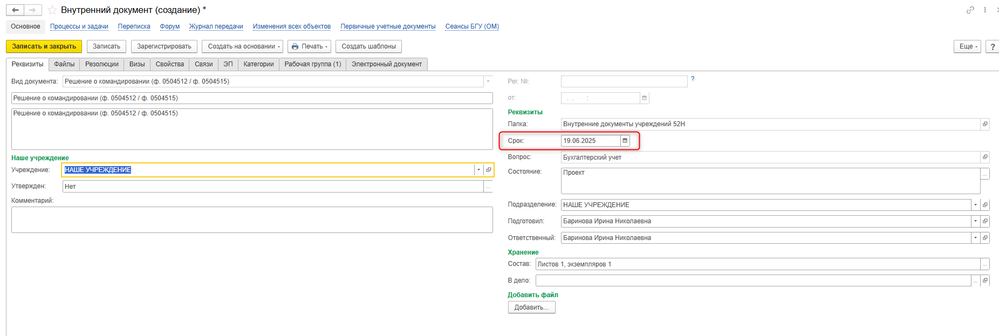 Внутренний документ (создание) *
Основное Процессы и задачи Переписка Форум Журнал передачи Изменения всех объектов Первичные учетные документы Сеансы БГУ (ОМ)
Записать и закрыть Записать Зарегистрировать Создать на основании Печать Создать шаблоны Еще ?
Реквизиты Файлы Резолюции Визы Свойства Связи ЭП Категории Рабочая группа (1) Электронный документ
Вид документа: Решение о командировании (ф. 0504512 / ф. 0504515)
Решение о командировании (ф. 0504512 / ф. 0504515)
Решение о командировании (ф. 0504512 / ф. 0504515)
Наше учреждение
Учреждение: НАШЕ УЧРЕЖДЕНИЕ
Утвержден: Нет ...
Комментарий:
Рег. №: ?
от: . . :
Реквизиты
Папка: Внутренние документы учреждений 52Н
Срок: 19.06.2025
Вопрос: Бухгалтерский учет
Состояние: Проект ...
Подразделение: НАШЕ УЧРЕЖДЕНИЕ
Подготовил: Баринова Ирина Николаевна
Ответственный: Баринова Ирина Николаевна
Хранение
Состав: Листов 1, экземпляров 1 ...
В дело: ...
Добавить файл
Добавить...